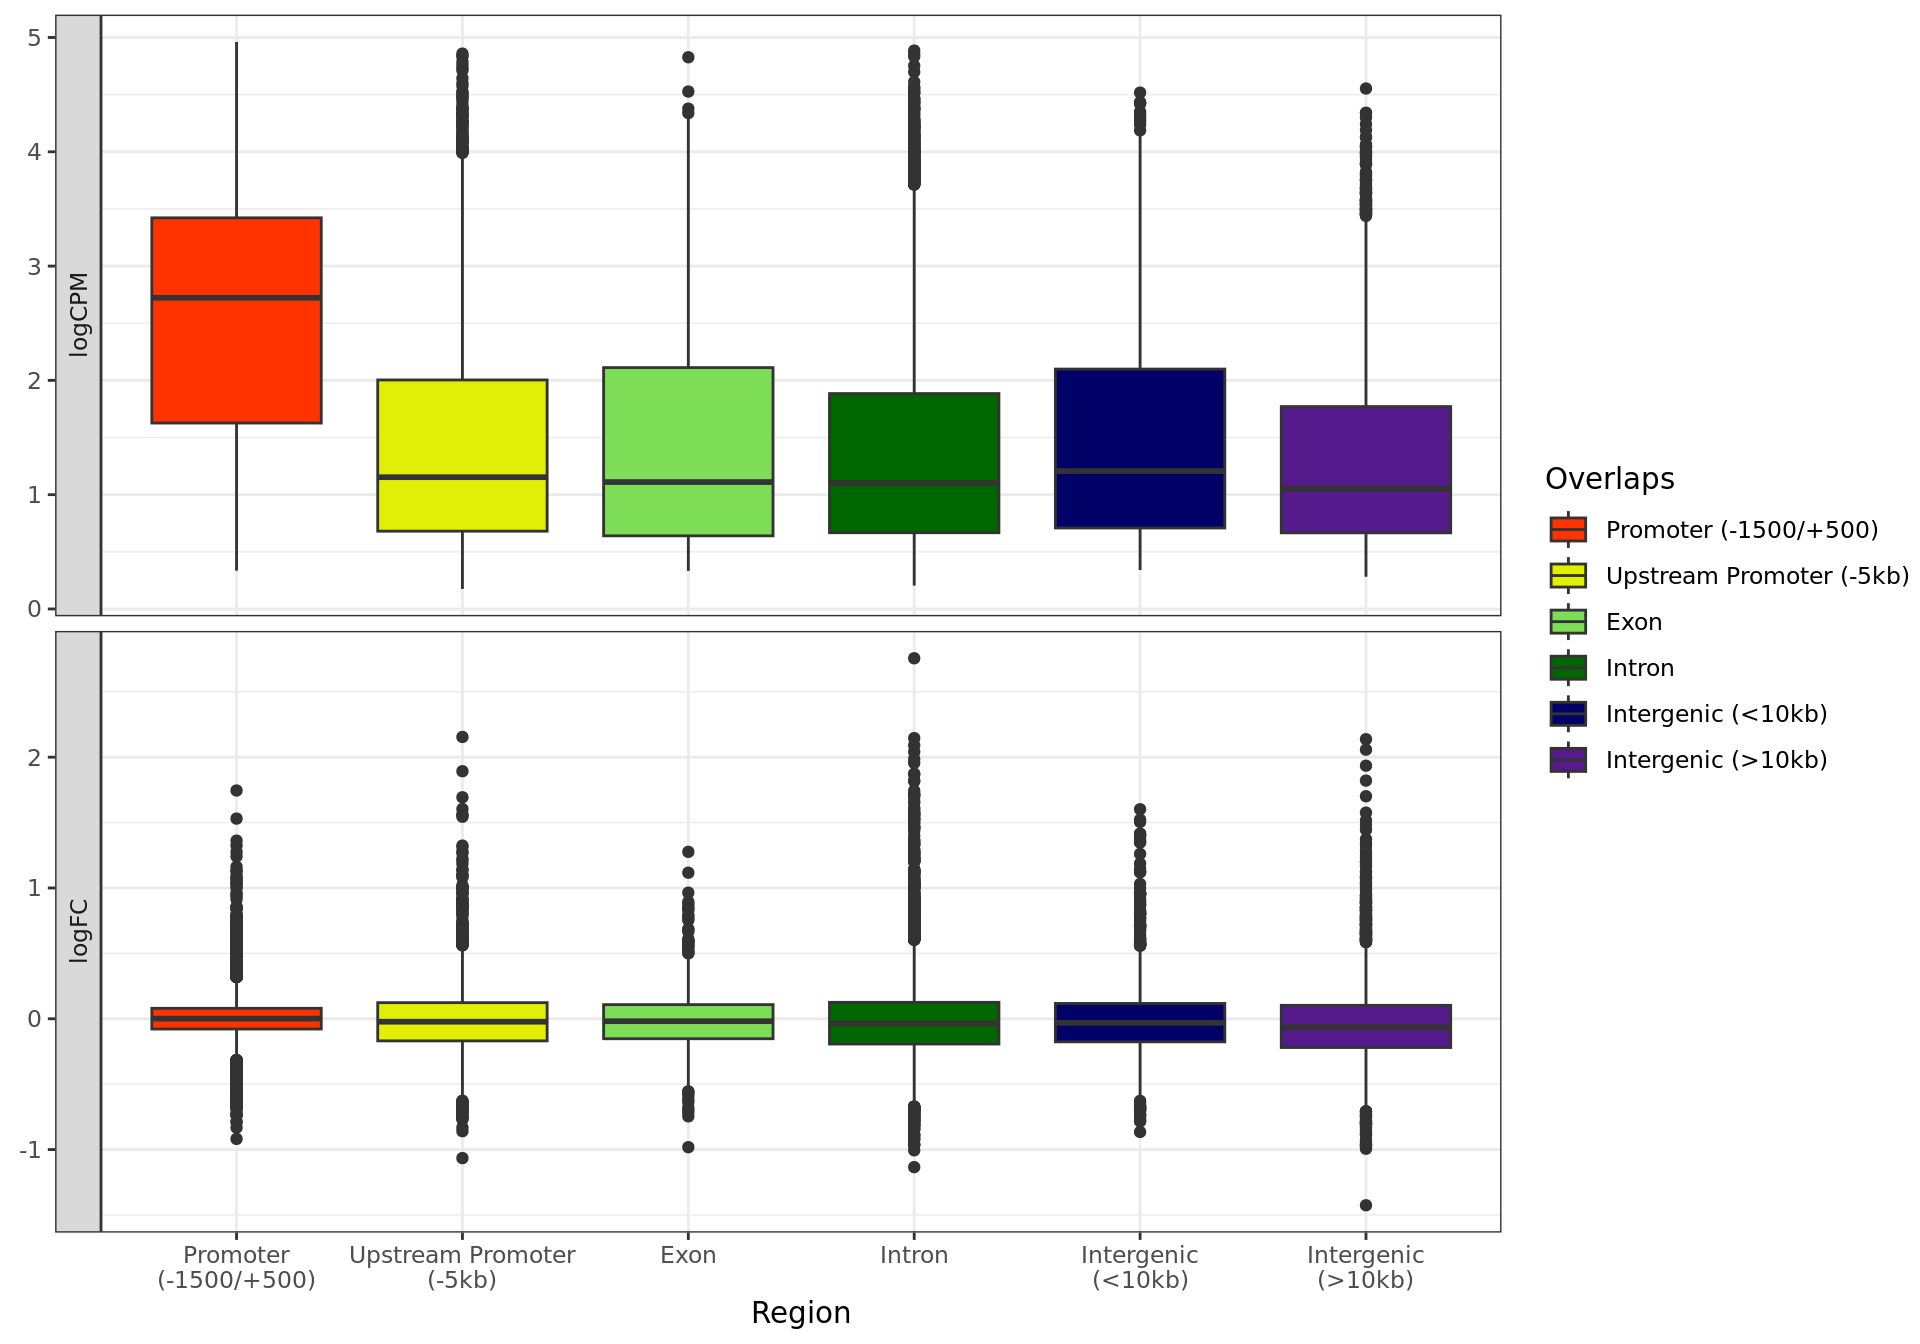 5
4
3
2
1
0
logCPM
2
1
0
-1
logFC
Promoter
(-1500/+500)
Upstream Promoter
(-5kb)
Exon
Intron
Intergenic
(<10kb)
Intergenic
(>10kb)
Region
Overlaps
Promoter (-1500/+500)
Upstream Promoter (-5kb)
Exon
Intron
Intergenic (<10kb)
Intergenic (>10kb)